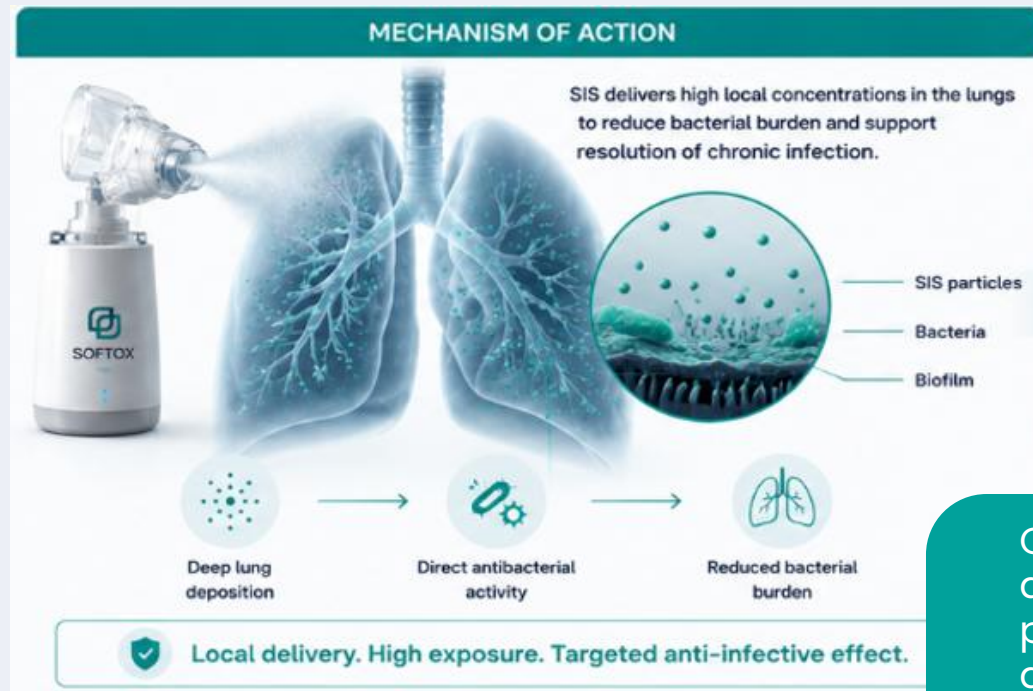 MECHANISM OF ACTION
SIS delivers high local concentrations in the lungs
to reduce bacterial burden and support
resolution of chronic infection.
SIS particles
Bacteria
Biofilm
SOFTOX
Deep lung
deposition
Direct antibacterial
activity
Reduced bacterial
burden
Local delivery. High exposure. Targeted anti-infective effect.